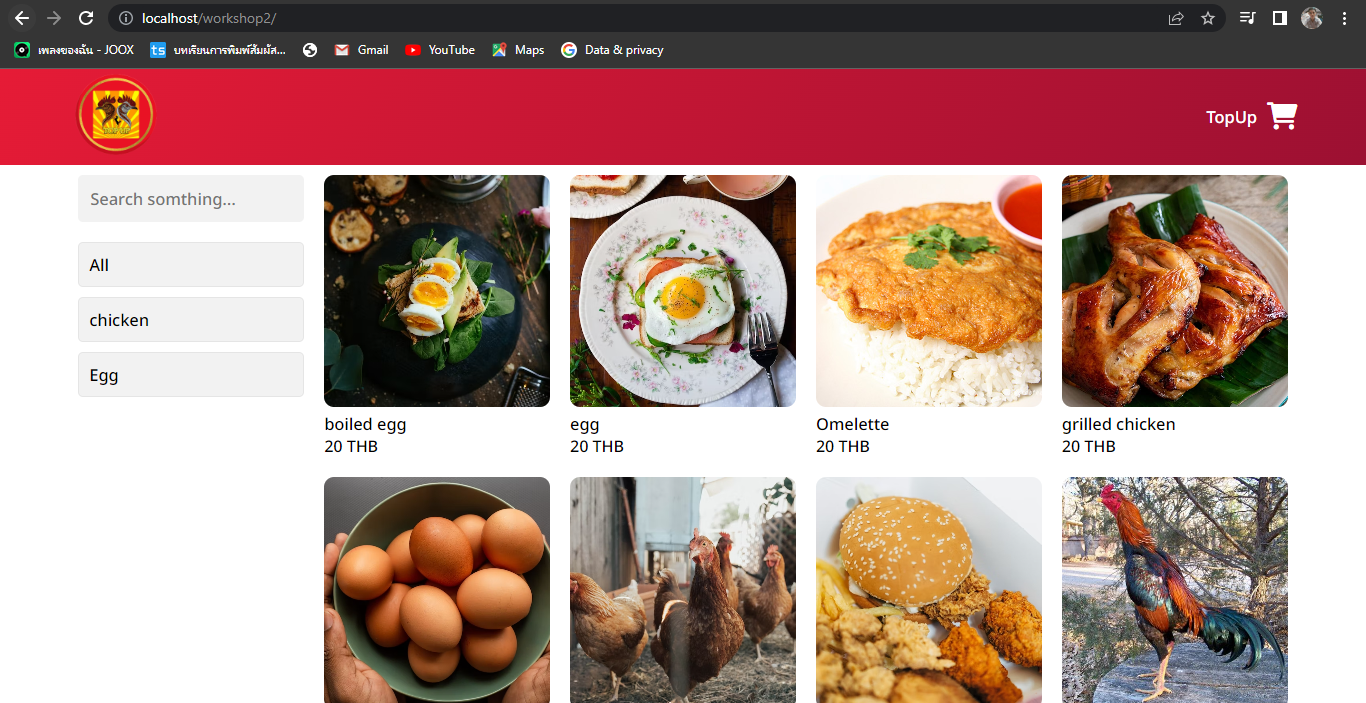 localhost/workshop2/
เพลงของฉัน - JOOX
บทเรียนการพิมพ์สัมผัส...
Gmail
YouTube
Maps
Data & privacy
TopUp
Search somthing...
All
chicken
Egg
boiled egg
20 THB
egg
20 THB
Omelette
20 THB
grilled chicken
20 THB